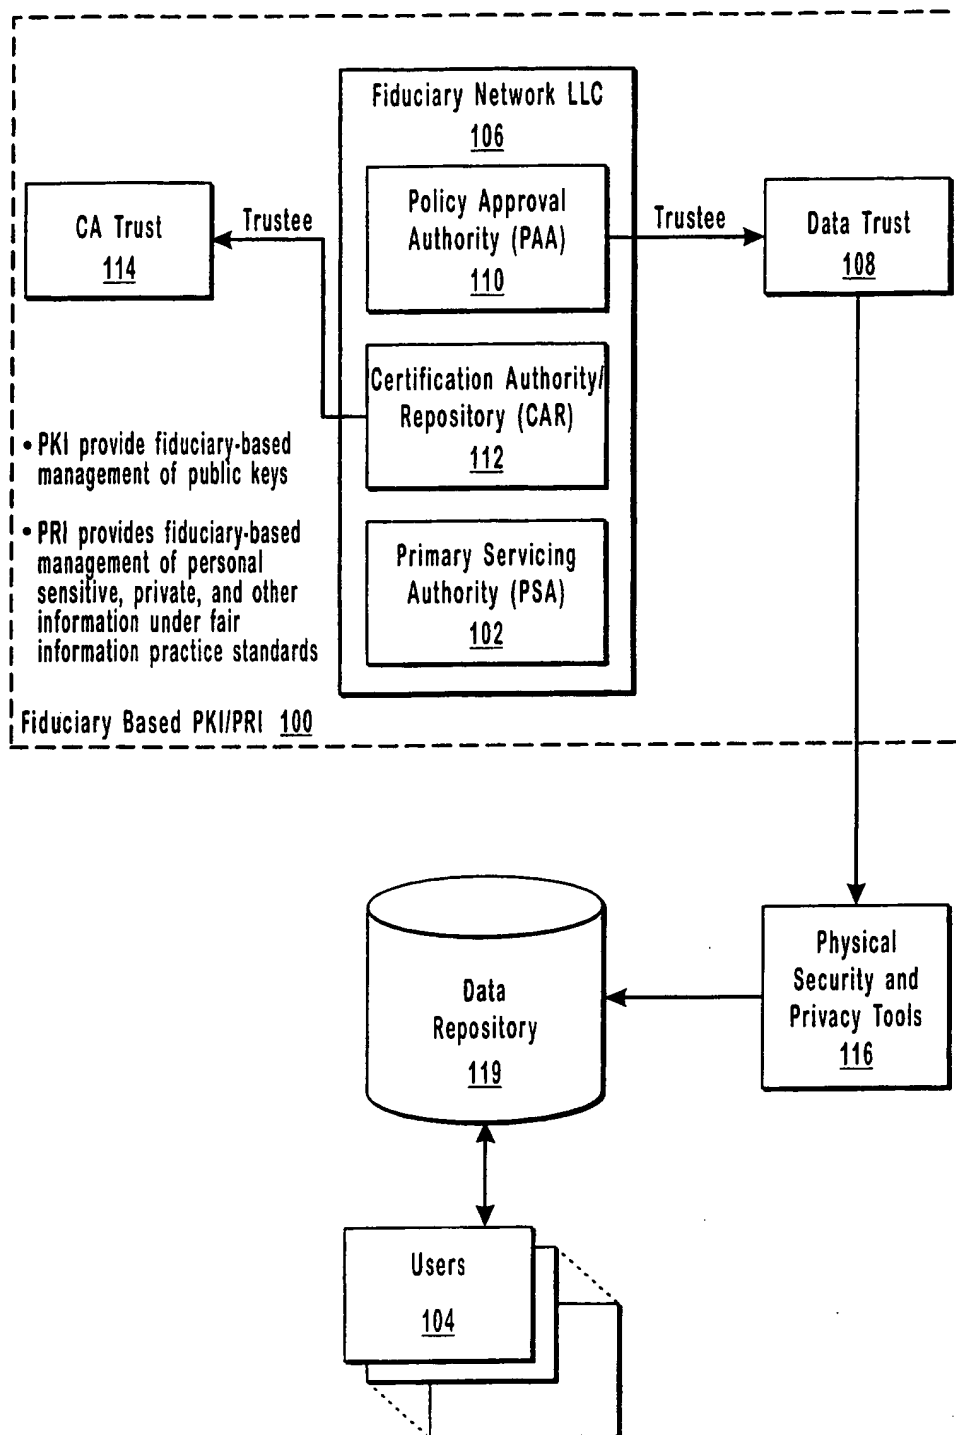 Fiduciary Network LLC
106
Policy Approval
Authority (PAA)
110
CA Trust
114
Trustee
Trustee
Data Trust
108
Certification Authority/
Repository (CAR)
112
• PKI provide fiduciary-based
management of public keys
• PRI provides fiduciary-based
management of personal
sensitive, private, and other
information under fair
information practice standards
Primary Servicing
Authority (PSA)
102
Fiduciary Based PKI/PRI 100
Physical
Security and
Privacy Tools
116
Data
Repository
119
Users
104